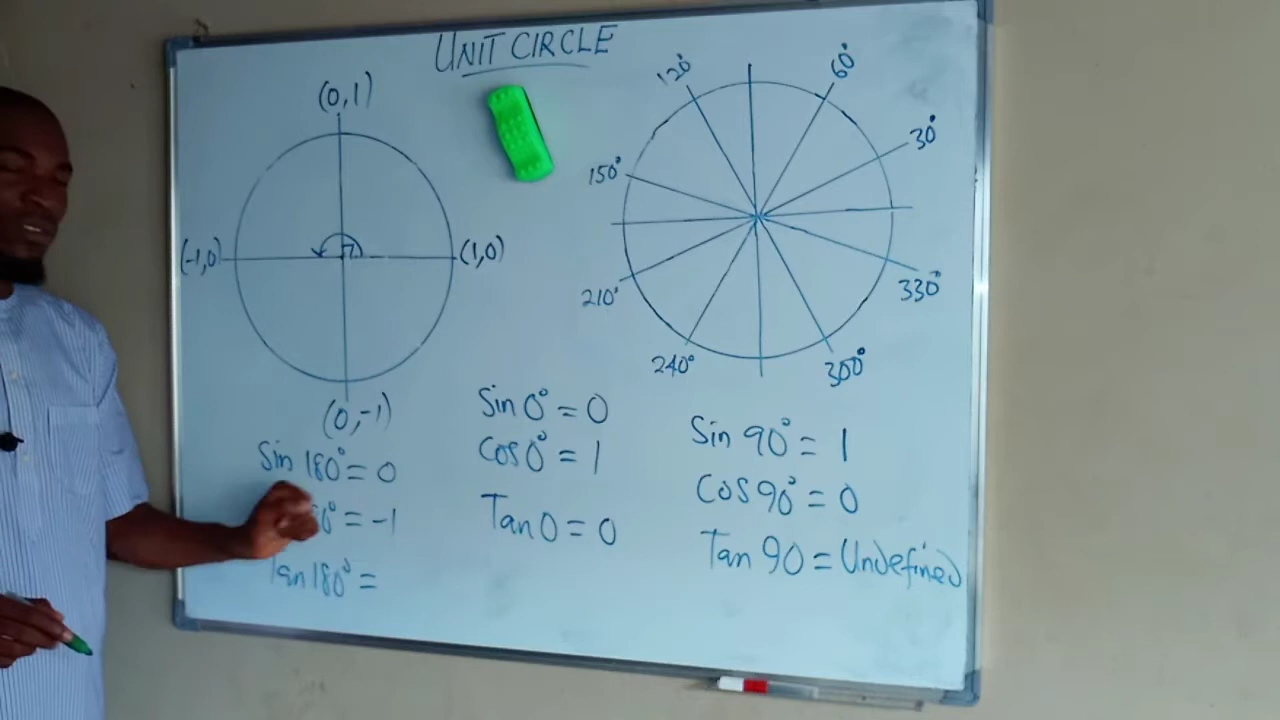 UNIT CIRCLE
(0,1)
(-1,0)
(1,0)
(0,-1)
120°
60°
30°
150°
210°
330°
240°
300°
Sin 180° = 0
0° = -1
Tan 180° =
Sin 0° = 0
Cos 0° = 1
Tan 0 = 0
Sin 90° = 1
Cos 90° = 0
Tan 90 = Undefined